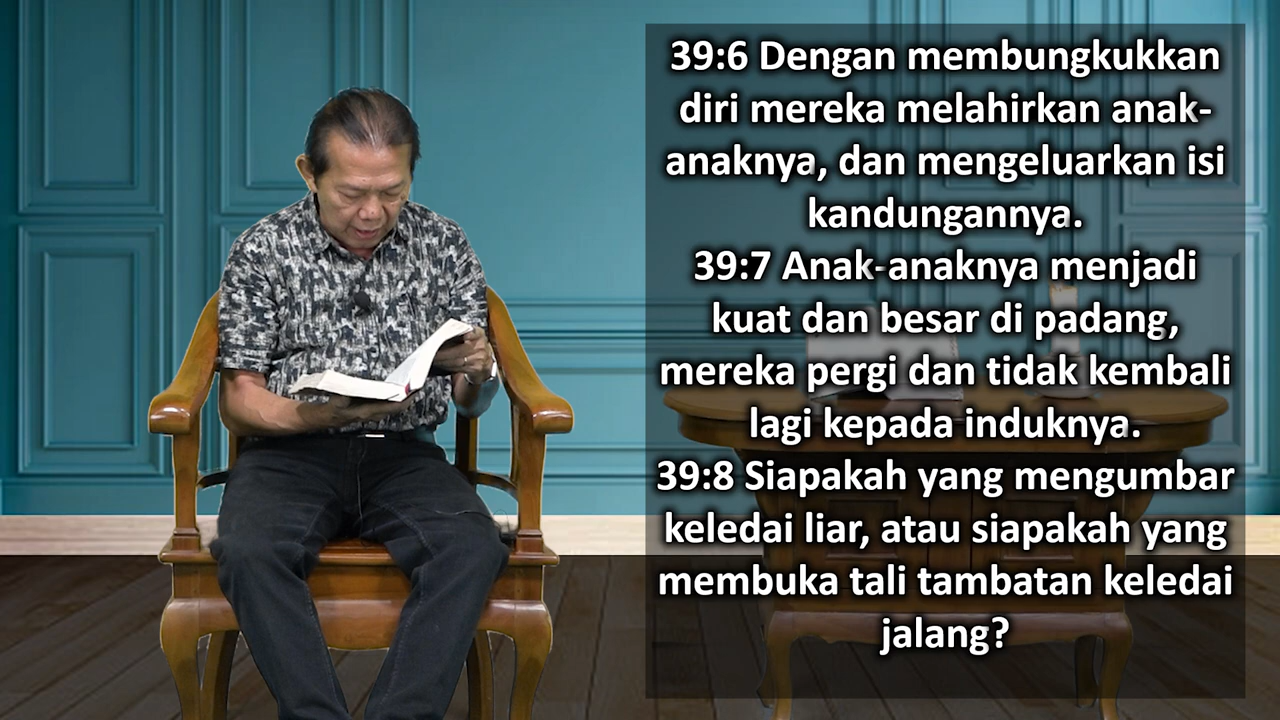 39:6 Dengan membungkukkan
diri mereka melahirkan anak-
anaknya, dan mengeluarkan isi
kandungannya.
39:7 Anak-anaknya menjadi
kuat dan besar di padang,
mereka pergi dan tidak kembali
lagi kepada induknya.
39:8 Siapakah yang mengumbar
keledai liar, atau siapakah yang
membuka tali tambatan keledai
jalang?